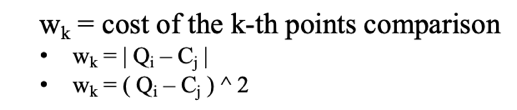 wk = cost of the k-th points comparison
• wk = | Qi – Cj |
• wk = ( Qi – Cj ) ^ 2